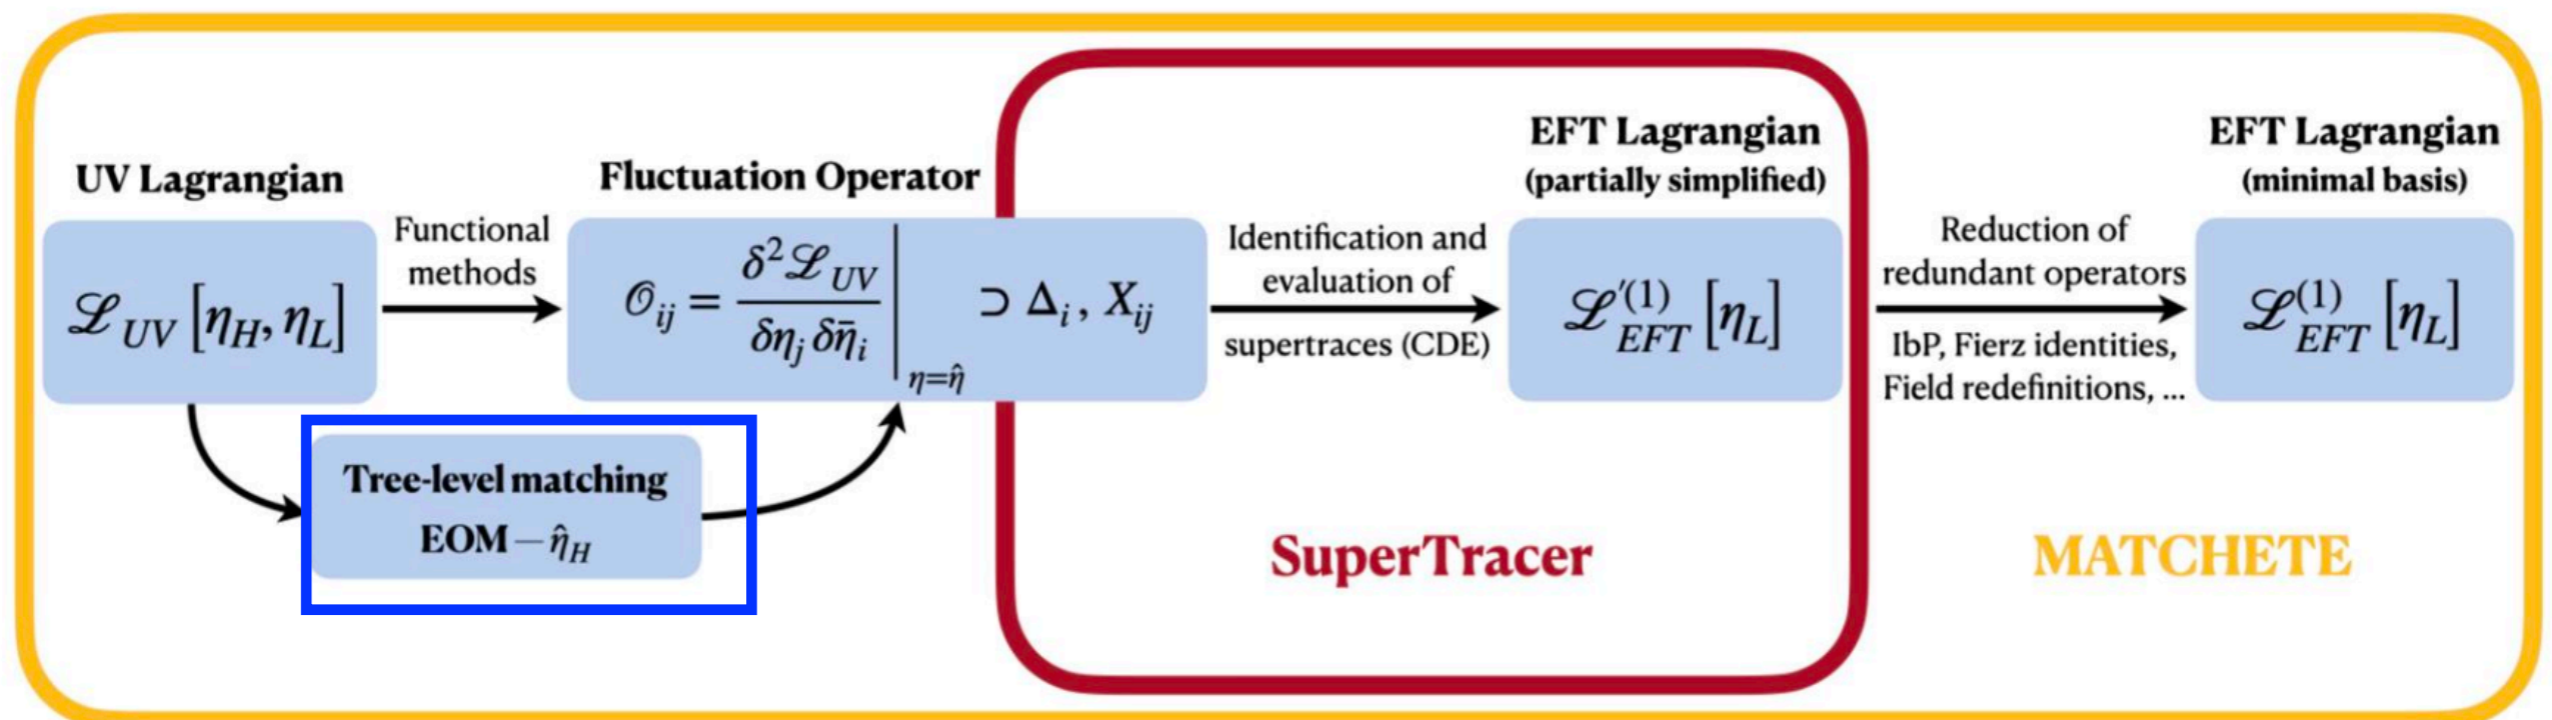 UV Lagrangian
ℒ_UV [η_H, η_L]
Functional
methods
Fluctuation Operator
𝒪_ij = δ²ℒ_UV / δη_j δη̄_i |_η=η̂ ⊃ Δ_i , X_ij
Tree-level matching
EOM — η̂_H
Identification and
evaluation of
supertraces (CDE)
EFT Lagrangian
(partially simplified)
ℒ′^(1)_EFT [η_L]
SuperTracer
Reduction of
redundant operators
IbP, Fierz identities,
Field redefinitions, ...
EFT Lagrangian
(minimal basis)
ℒ^(1)_EFT [η_L]
MATCHETE